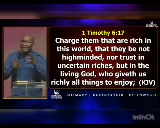 1 Timothy 6:17
Charge them that are rich in
this world, that they be not
highminded, nor trust in
uncertain riches, but in the
living God, who giveth us
richly all things to enjoy; (KJV)